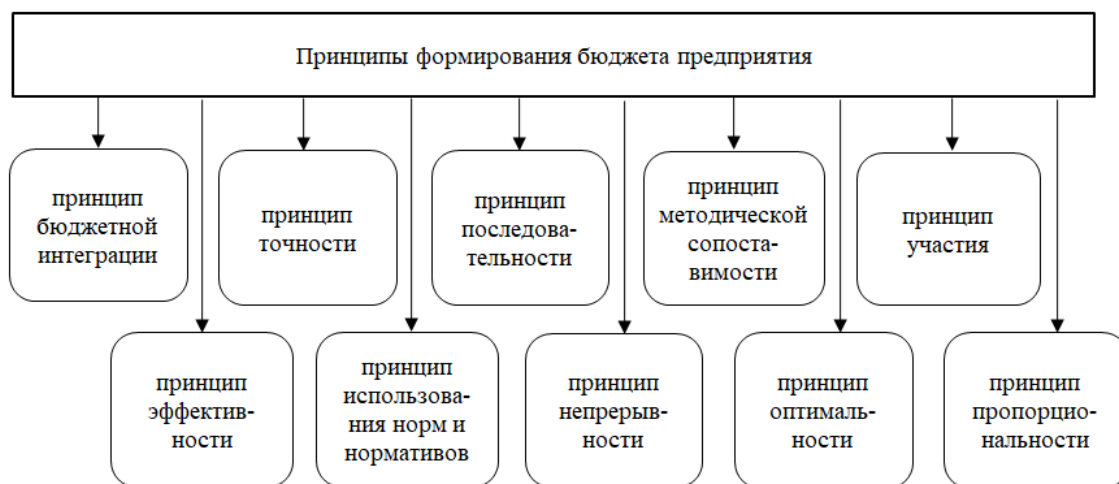 Принципы формирования бюджета предприятия
принцип
бюджетной
интеграции
принцип
точности
принцип
последова-
тельности
принцип
методической
сопоста-
вимости
принцип
участия
принцип
эффектив-
ности
принцип
использова-
ния норм и
нормативов
принцип
непрерыв-
ности
принцип
оптималь-
ности
принцип
пропорцио-
нальности